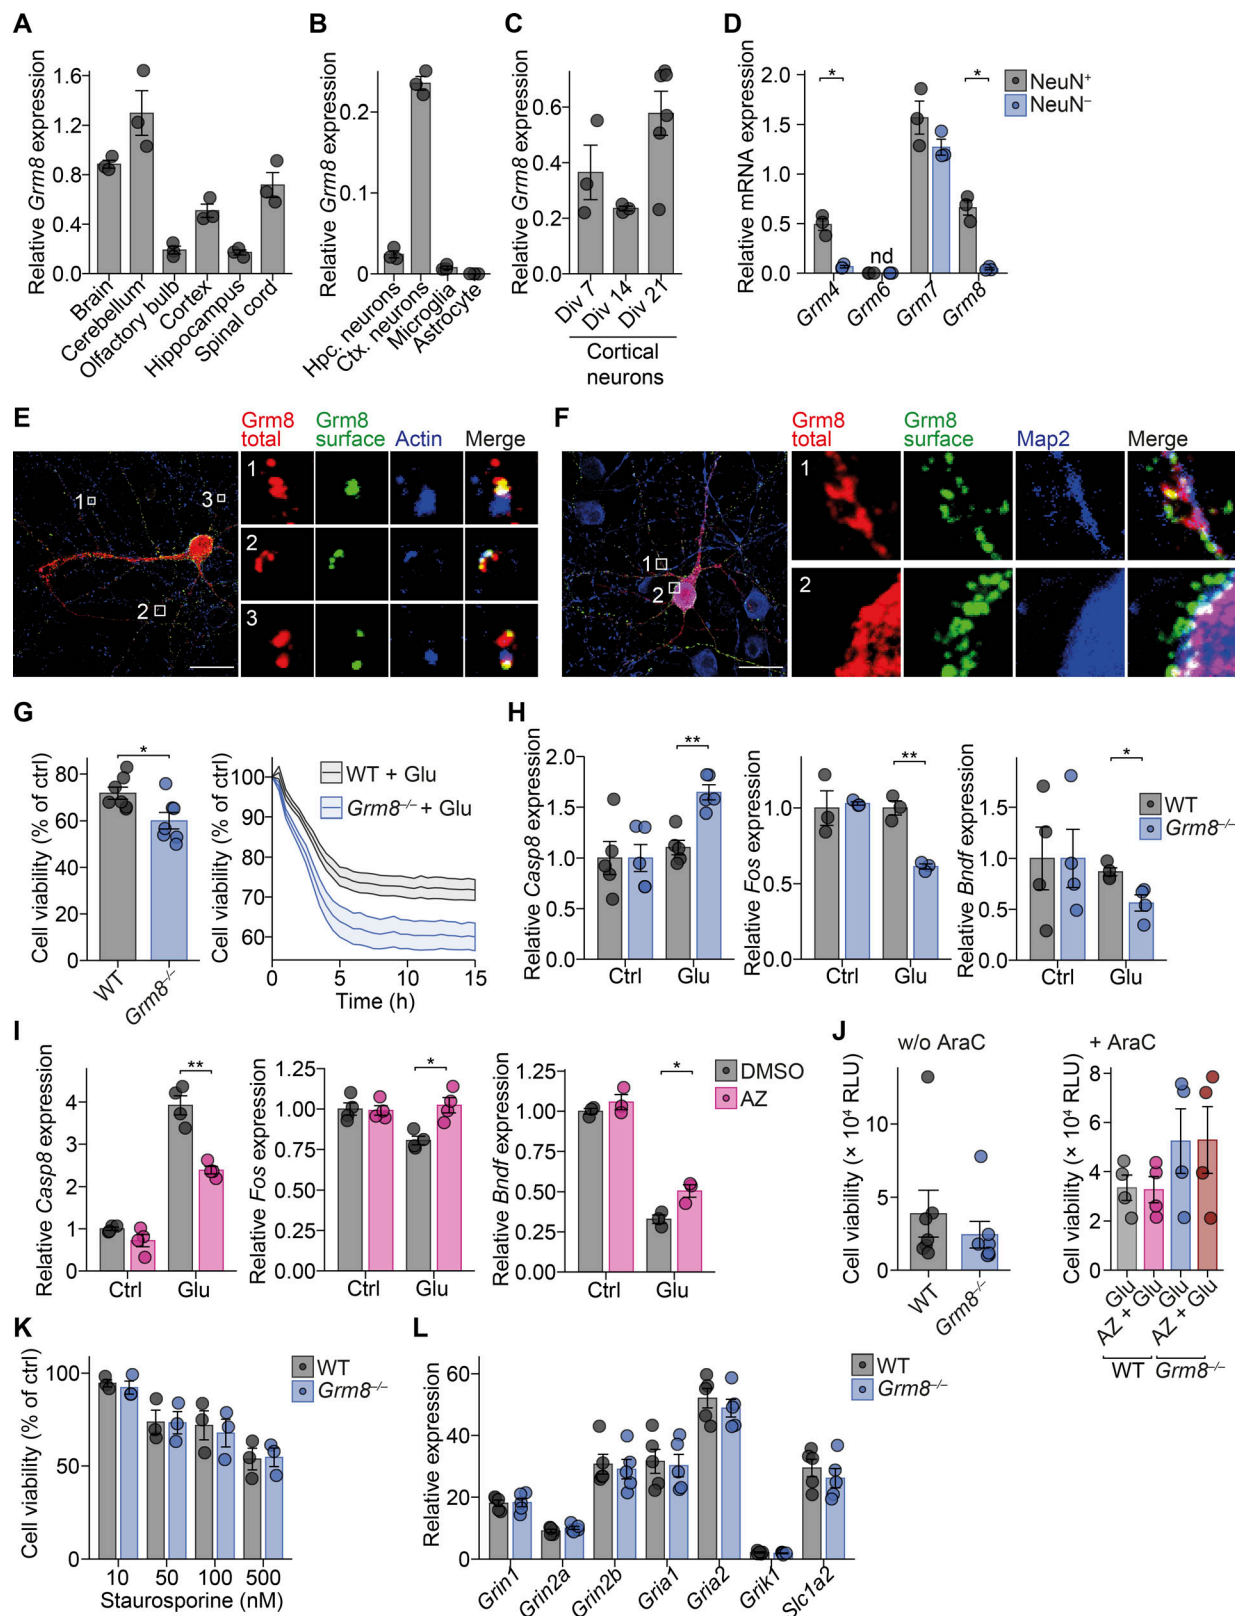 A
Relative Grm8 expression
1.6
1.2
0.8
0.4
0.0
Brain
Cerebellum
Olfactory bulb
Cortex
Hippocampus
Spinal cord
B
Relative Grm8 expression
0.2
0.1
0.0
Hpc. neurons
Ctx. neurons
Microglia
Astrocyte
C
Relative Grm8 expression
0.6
0.4
0.2
0.0
Div 7
Div 14
Div 21
Cortical
neurons
D
Relative mRNA expression
2.0
1.5
1.0
0.5
0.0
*
nd
*
Grm4
Grm6
Grm7
Grm8
NeuN+
NeuN–
E
Grm8
total
Grm8
surface
Actin
Merge
1
2
3
1
2
3
F
Grm8
total
Grm8
surface
Map2
Merge
1
2
1
2
G
Cell viability (% of ctrl)
80
60
40
20
0
*
WT
Grm8–/–
Cell viability (% of ctrl)
100
90
80
70
60
WT + Glu
Grm8–/– + Glu
0
5
10
15
Time (h)
H
Relative Casp8 expression
2.0
1.5
1.0
0.5
0.0
**
Ctrl
Glu
Relative Fos expression
1.0
0.5
0.0
**
Ctrl
Glu
Relative Bndf expression
1.5
1.0
0.5
0.0
*
Ctrl
Glu
WT
Grm8–/–
I
Relative Casp8 expression
4
3
2
1
0
**
Ctrl
Glu
Relative Fos expression
1.25
1.00
0.75
0.50
0.25
0.00
*
Ctrl
Glu
Relative Bndf expression
1.25
1.00
0.75
0.50
0.25
0.00
*
Ctrl
Glu
DMSO
AZ
J
w/o AraC
Cell viability (× 10⁴ RLU)
10
5
0
WT
Grm8–/–
+ AraC
Cell viability (× 10⁴ RLU)
8
6
4
2
0
Glu
AZ + Glu
Glu
AZ + Glu
WT
Grm8–/–
K
Cell viability (% of ctrl)
100
50
0
10
50
100
500
Staurosporine (nM)
WT
Grm8–/–
L
Relative expression
60
40
20
0
Grin1
Grin2a
Grin2b
Gria1
Gria2
Grik1
Slc1a2
WT
Grm8–/–